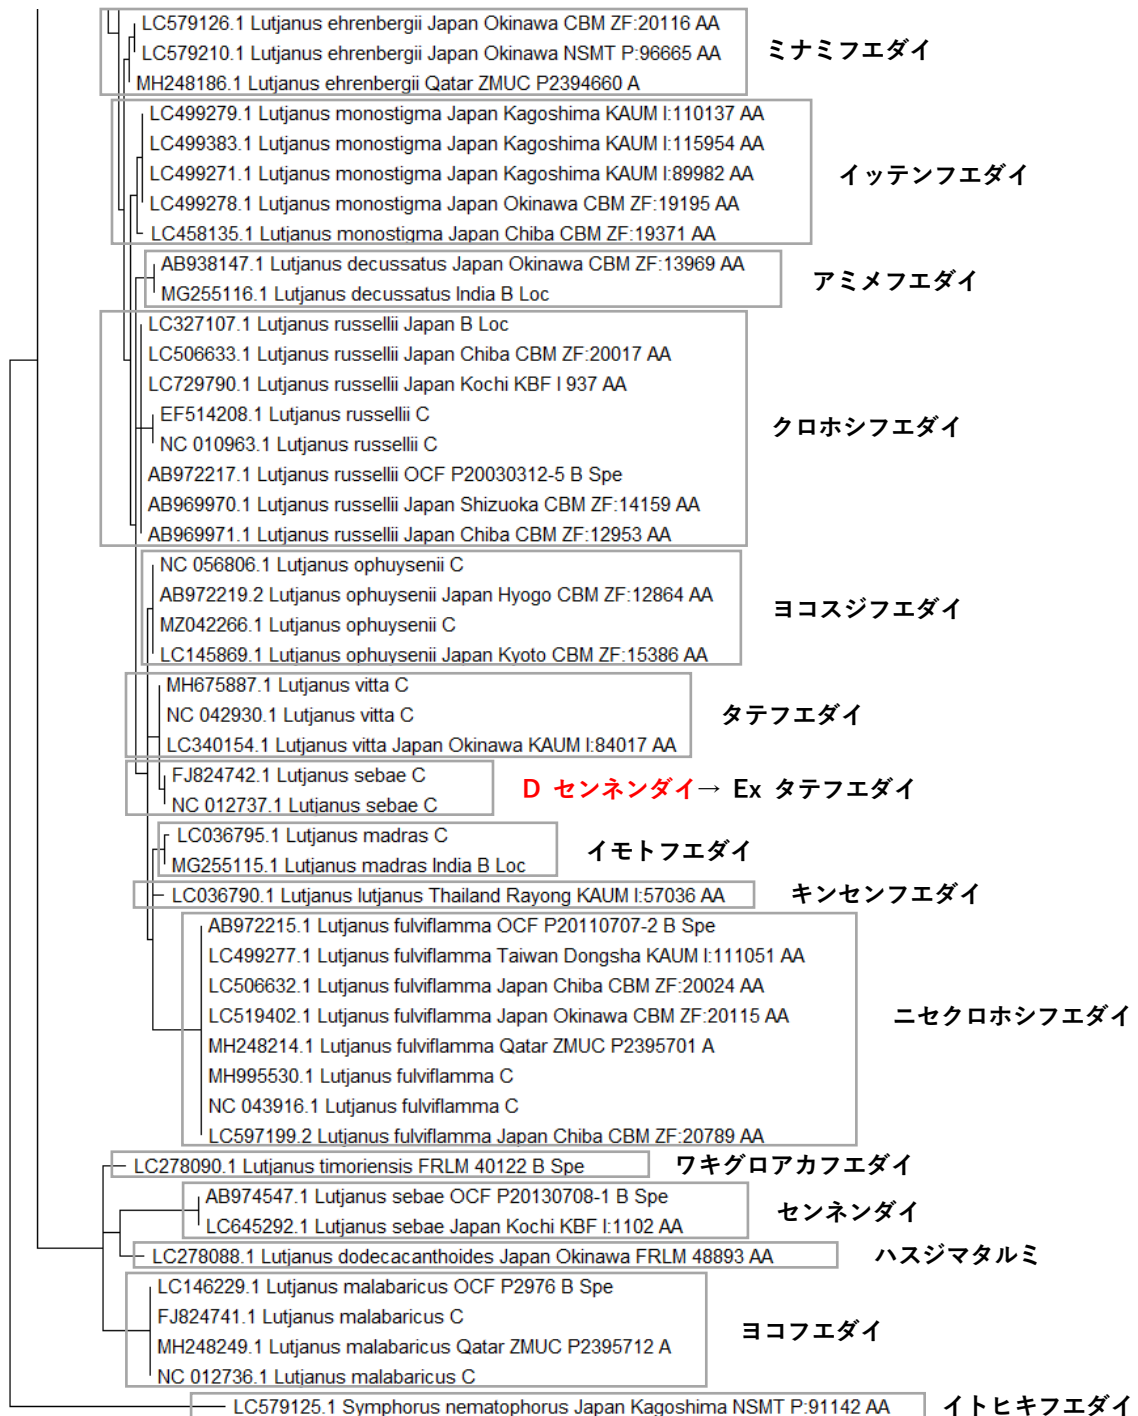 LC579126.1 Lutjanus ehrenbergii Japan Okinawa CBM ZF:20116 AA
LC579210.1 Lutjanus ehrenbergii Japan Okinawa NSMT P:96665 AA
MH248186.1 Lutjanus ehrenbergii Qatar ZMUC P2394660 A
ミナミフエダイ
LC499279.1 Lutjanus monostigma Japan Kagoshima KAUM I:110137 AA
LC499383.1 Lutjanus monostigma Japan Kagoshima KAUM I:115954 AA
LC499271.1 Lutjanus monostigma Japan Kagoshima KAUM I:89982 AA
LC499278.1 Lutjanus monostigma Japan Okinawa CBM ZF:19195 AA
LC458135.1 Lutjanus monostigma Japan Chiba CBM ZF:19371 AA
イッテンフエダイ
AB938147.1 Lutjanus decussatus Japan Okinawa CBM ZF:13969 AA
MG255116.1 Lutjanus decussatus India B Loc
アミメフエダイ
LC327107.1 Lutjanus russellii Japan B Loc
LC506633.1 Lutjanus russellii Japan Chiba CBM ZF:20017 AA
LC729790.1 Lutjanus russellii Japan Kochi KBF I 937 AA
EF514208.1 Lutjanus russellii C
NC 010963.1 Lutjanus russellii C
AB972217.1 Lutjanus russellii OCF P20030312-5 B Spe
AB969970.1 Lutjanus russellii Japan Shizuoka CBM ZF:14159 AA
AB969971.1 Lutjanus russellii Japan Chiba CBM ZF:12953 AA
クロホシフエダイ
NC 056806.1 Lutjanus ophuysenii C
AB972219.2 Lutjanus ophuysenii Japan Hyogo CBM ZF:12864 AA
MZ042266.1 Lutjanus ophuysenii C
LC145869.1 Lutjanus ophuysenii Japan Kyoto CBM ZF:15386 AA
ヨコスジフエダイ
MH675887.1 Lutjanus vitta C
NC 042930.1 Lutjanus vitta C
LC340154.1 Lutjanus vitta Japan Okinawa KAUM I:84017 AA
タテフエダイ
FJ824742.1 Lutjanus sebae C
NC 012737.1 Lutjanus sebae C
D センネンダイ→ Ex タテフエダイ
LC036795.1 Lutjanus madras C
MG255115.1 Lutjanus madras India B Loc
イモトフエダイ
LC036790.1 Lutjanus lutjanus Thailand Rayong KAUM I:57036 AA
キンセンフエダイ
AB972215.1 Lutjanus fulviflamma OCF P20110707-2 B Spe
LC499277.1 Lutjanus fulviflamma Taiwan Dongsha KAUM I:111051 AA
LC506632.1 Lutjanus fulviflamma Japan Chiba CBM ZF:20024 AA
LC519402.1 Lutjanus fulviflamma Japan Okinawa CBM ZF:20115 AA
MH248214.1 Lutjanus fulviflamma Qatar ZMUC P2395701 A
MH995530.1 Lutjanus fulviflamma C
NC 043916.1 Lutjanus fulviflamma C
LC597199.2 Lutjanus fulviflamma Japan Chiba CBM ZF:20789 AA
ニセクロホシフエダイ
LC278090.1 Lutjanus timoriensis FRLM 40122 B Spe
ワキグロアカフエダイ
AB974547.1 Lutjanus sebae OCF P20130708-1 B Spe
LC645292.1 Lutjanus sebae Japan Kochi KBF I:1102 AA
センネンダイ
LC278088.1 Lutjanus dodecacanthoides Japan Okinawa FRLM 48893 AA
ハスジマタルミ
LC146229.1 Lutjanus malabaricus OCF P2976 B Spe
FJ824741.1 Lutjanus malabaricus C
MH248249.1 Lutjanus malabaricus Qatar ZMUC P2395712 A
NC 012736.1 Lutjanus malabaricus C
ヨコフエダイ
LC579125.1 Symphorus nematophorus Japan Kagoshima NSMT P:91142 AA
イトヒキフエダイ